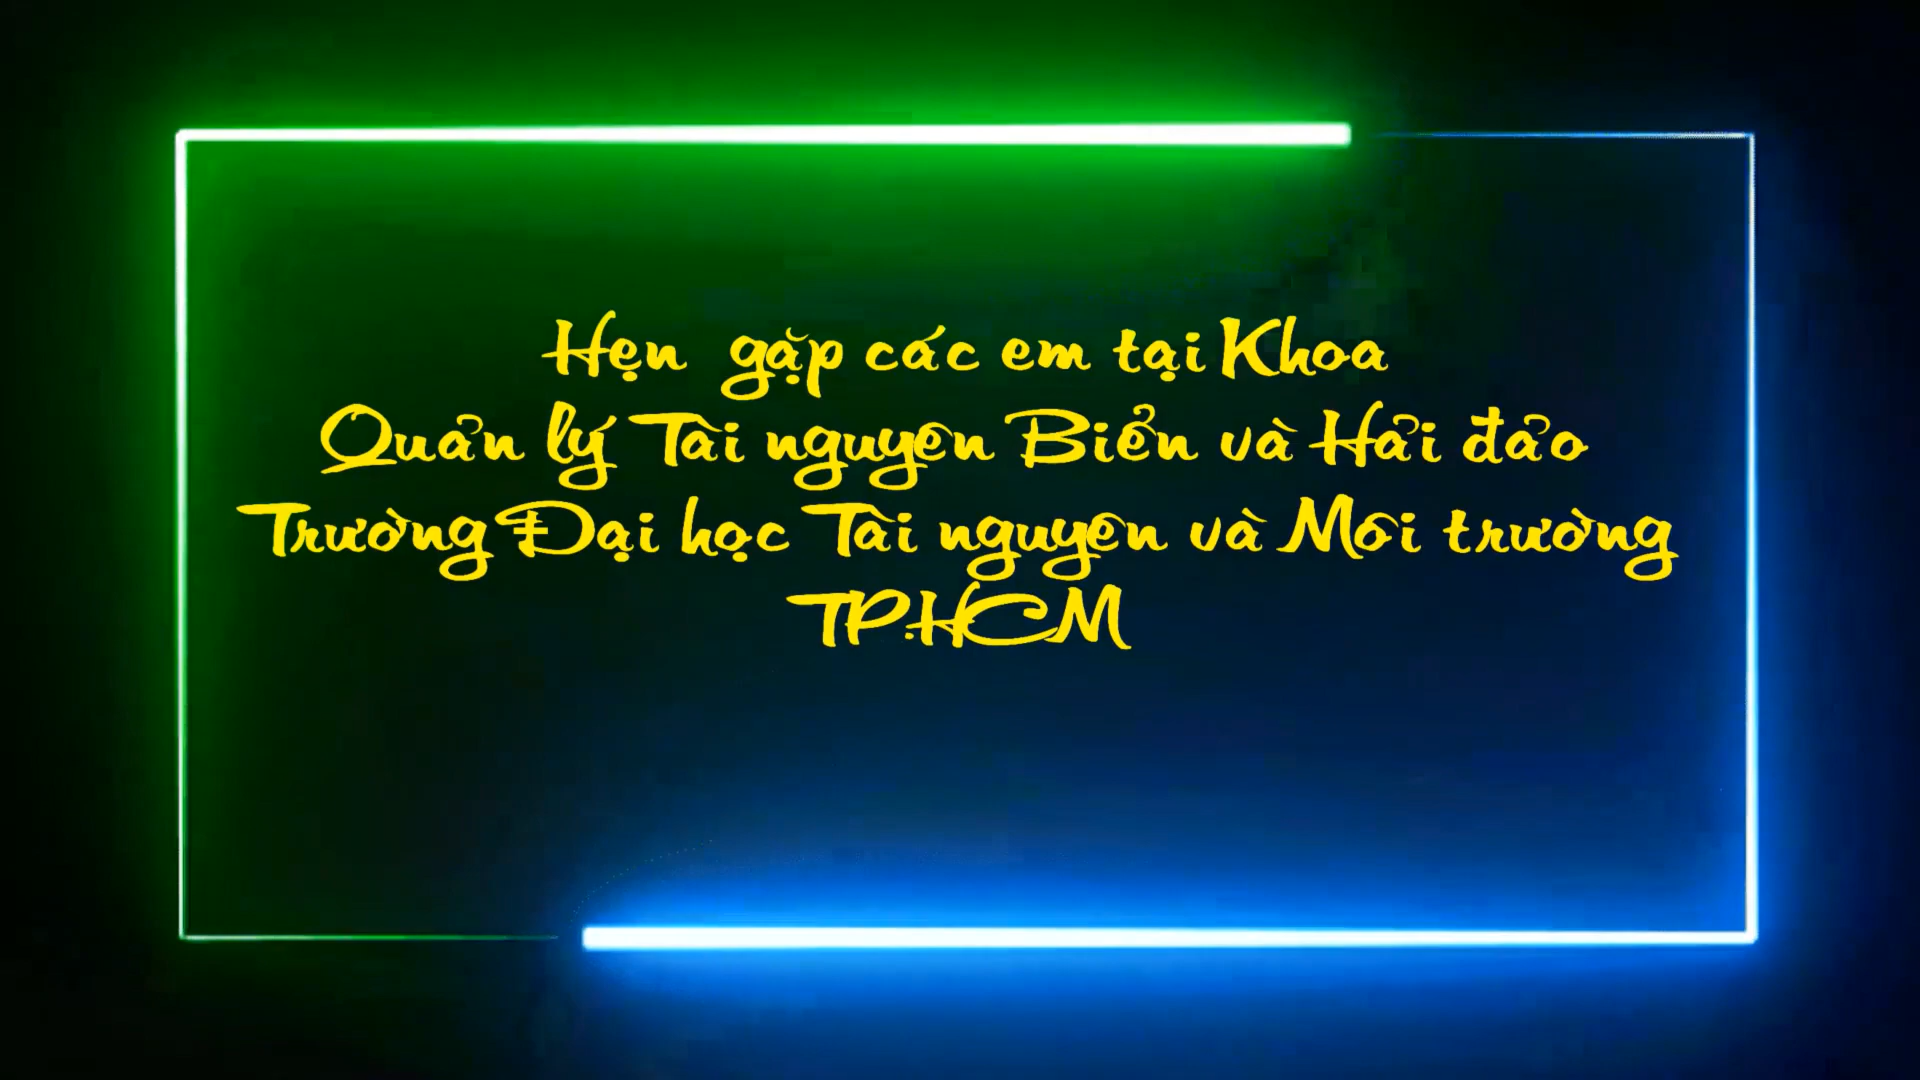 Hẹn gặp các em tại Khoa
Quản lý Tài nguyên Biển và Hải đảo
Trường Đại học Tài nguyên và Môi trường
TP.HCM